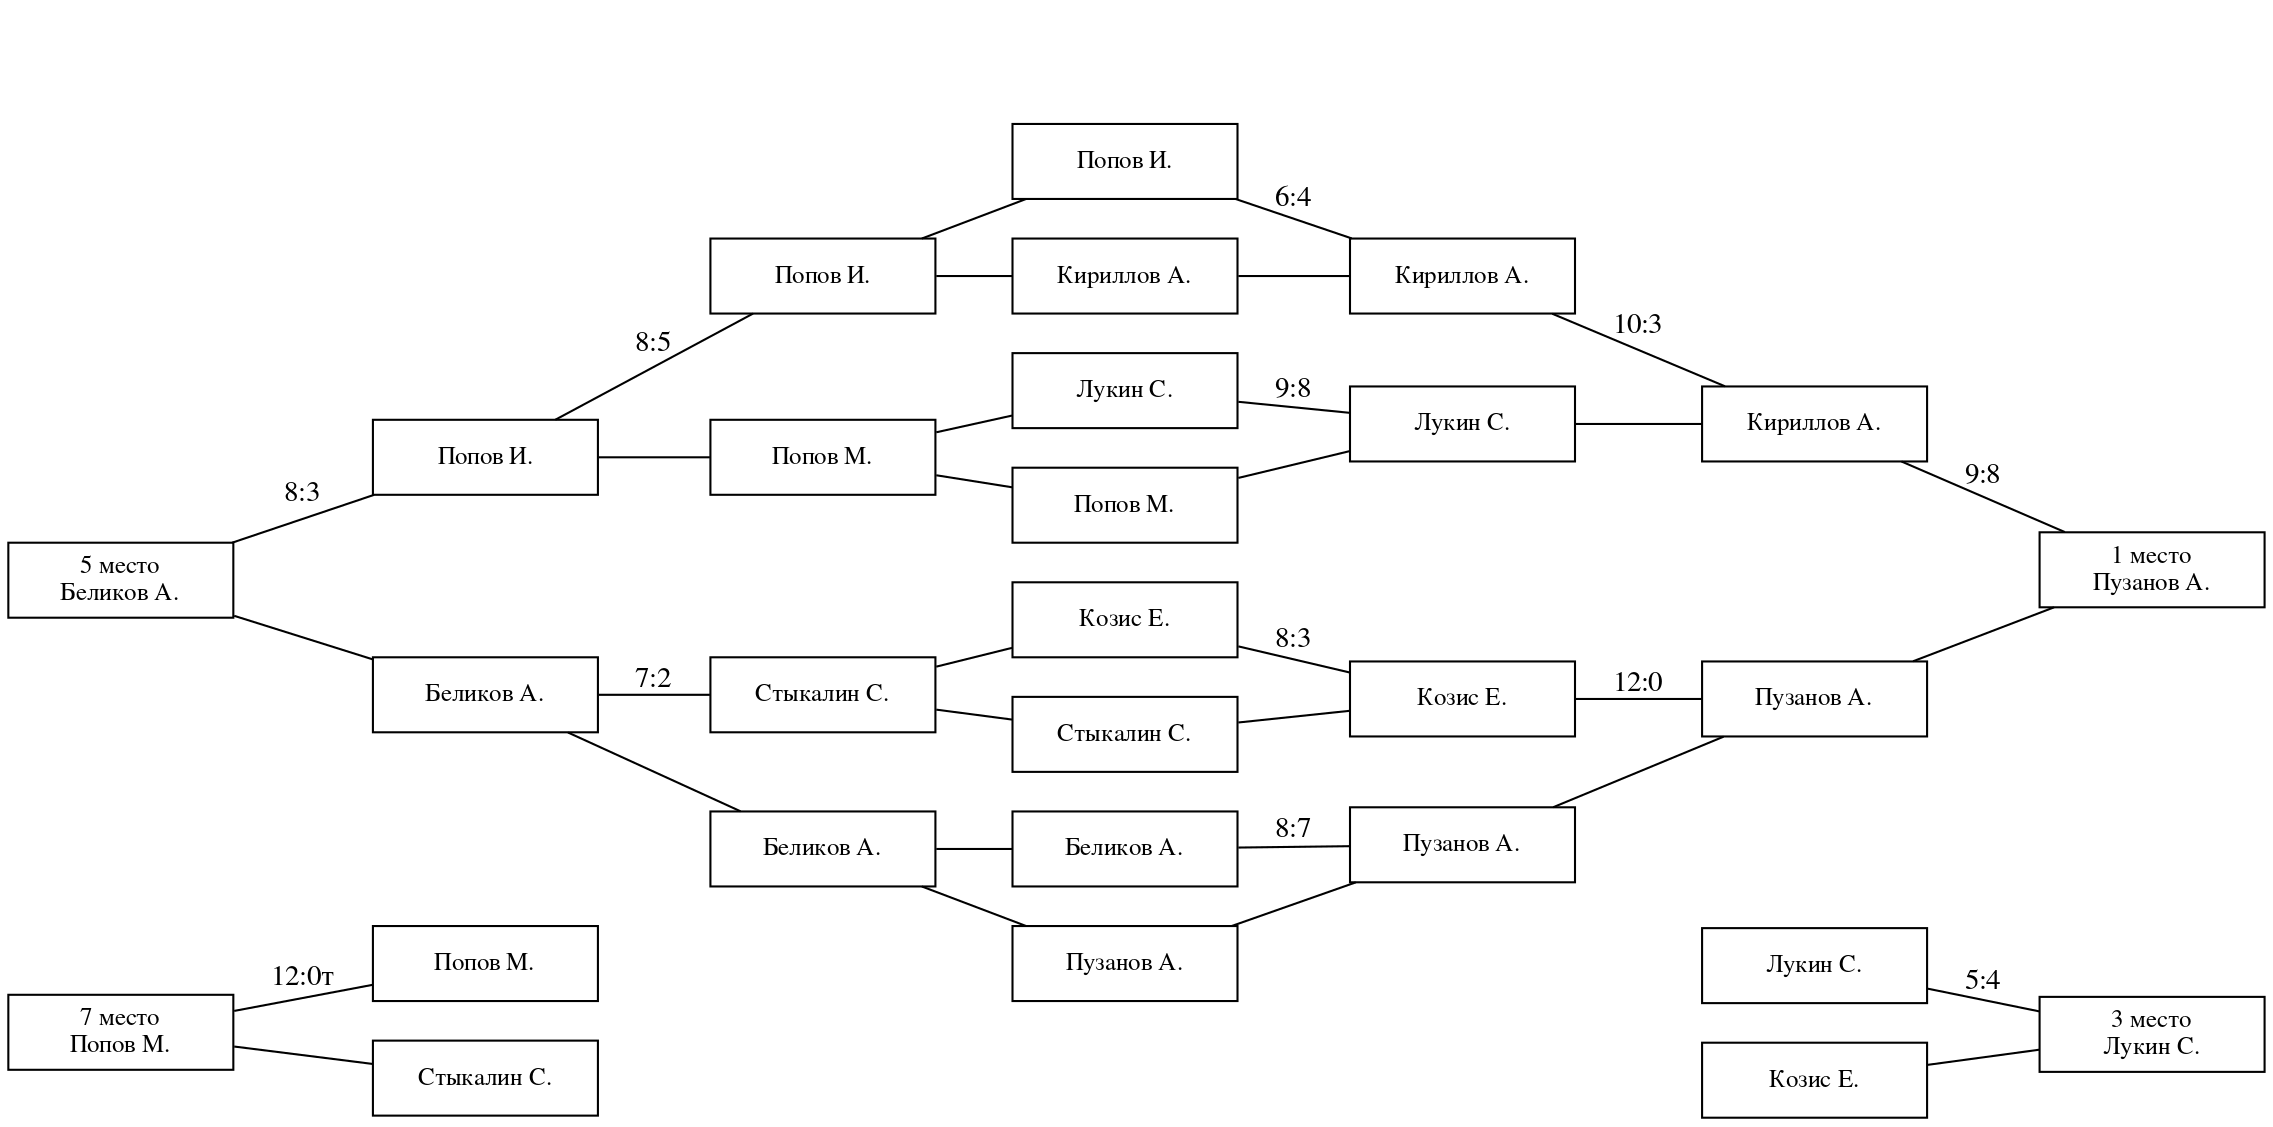 Попов И.
6:4
Попов И.
Кириллов А.
Кириллов А.
8:5
10:3
Лукин С.
9:8
Лукин С.
Кириллов А.
Попов И.
Попов М.
8:3
9:8
Попов М.
5 место
Беликов А.
1 место
Пузанов А.
Козис Е.
8:3
Беликов А.
7:2
Стыкалин С.
Козис Е.
12:0
Пузанов А.
Стыкалин С.
Беликов А.
Беликов А.
8:7
Пузанов А.
Попов М.
Пузанов А.
Лукин С.
12:0т
5:4
7 место
Попов М.
3 место
Лукин С.
Стыкалин С.
Козис Е.